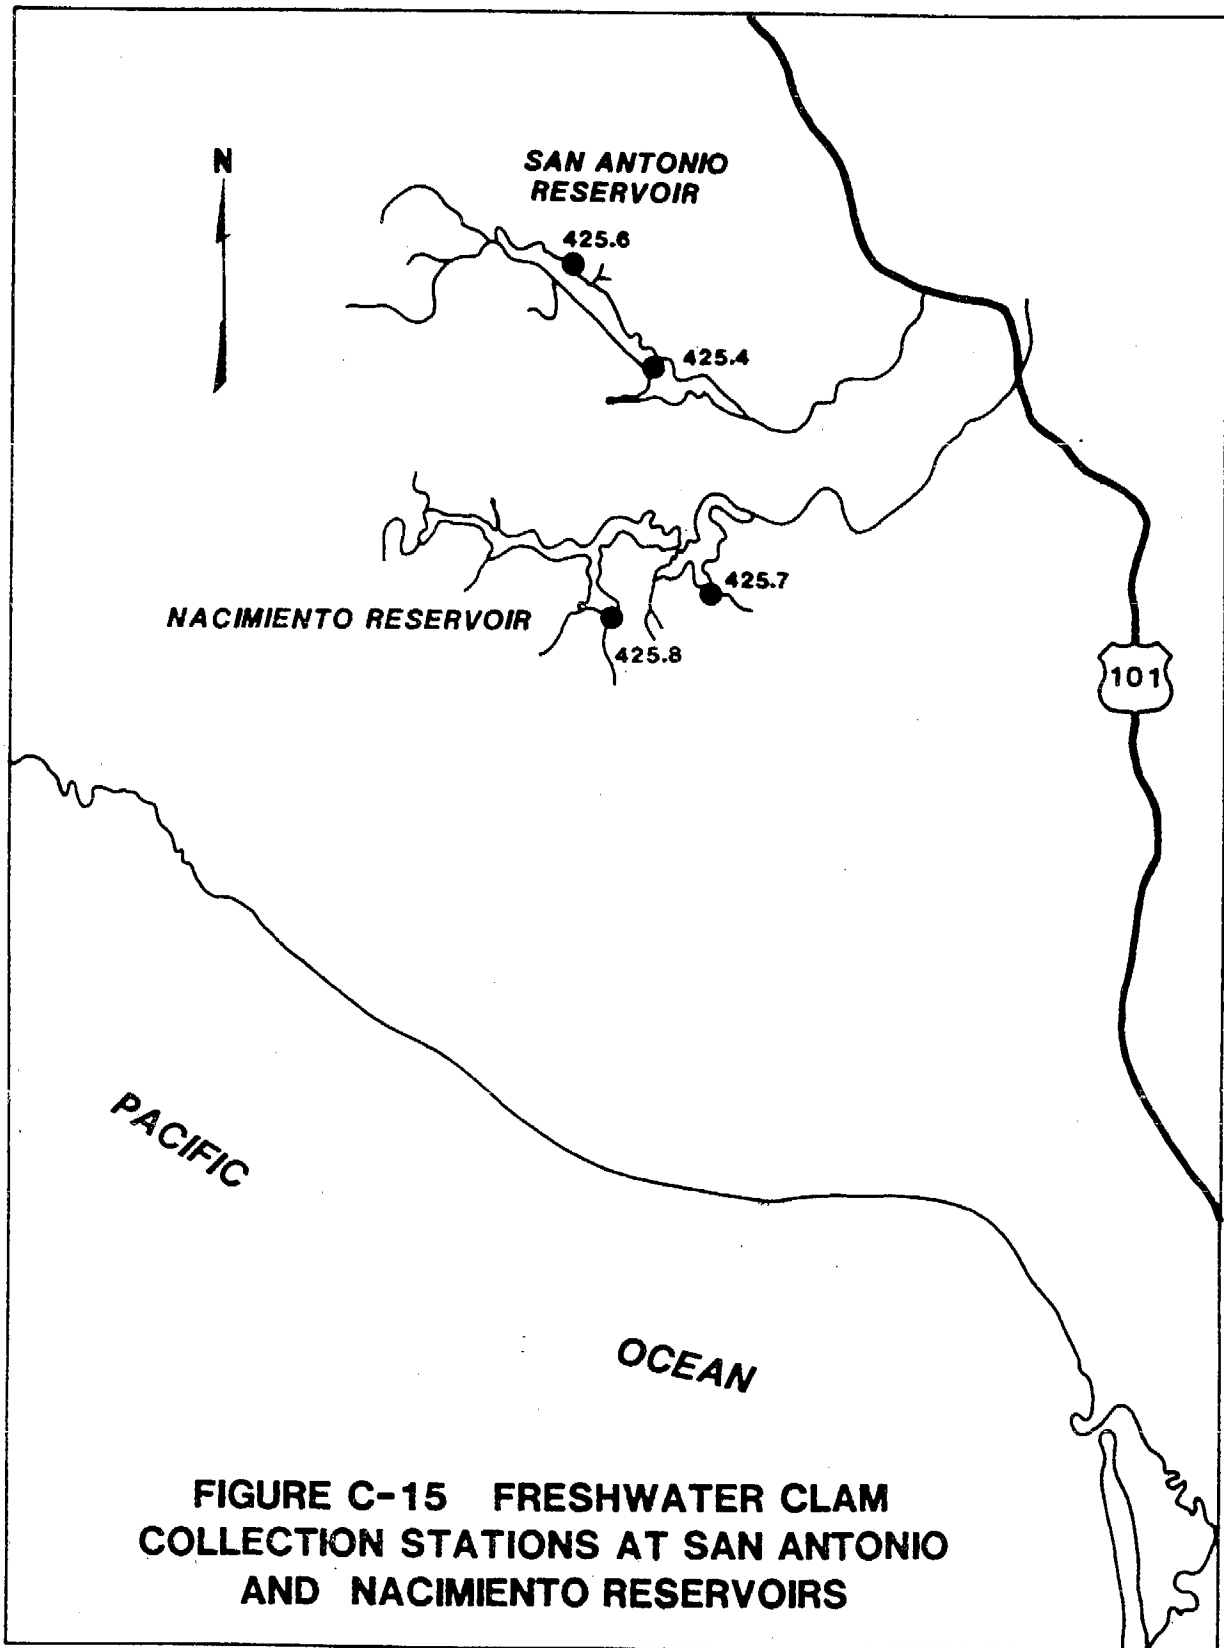 N
SAN ANTONIO
RESERVOIR
425.6
425.4
425.7
NACIMIENTO RESERVOIR
425.8
101
PACIFIC
OCEAN
FIGURE C-15 FRESHWATER CLAM
COLLECTION STATIONS AT SAN ANTONIO
AND NACIMIENTO RESERVOIRS